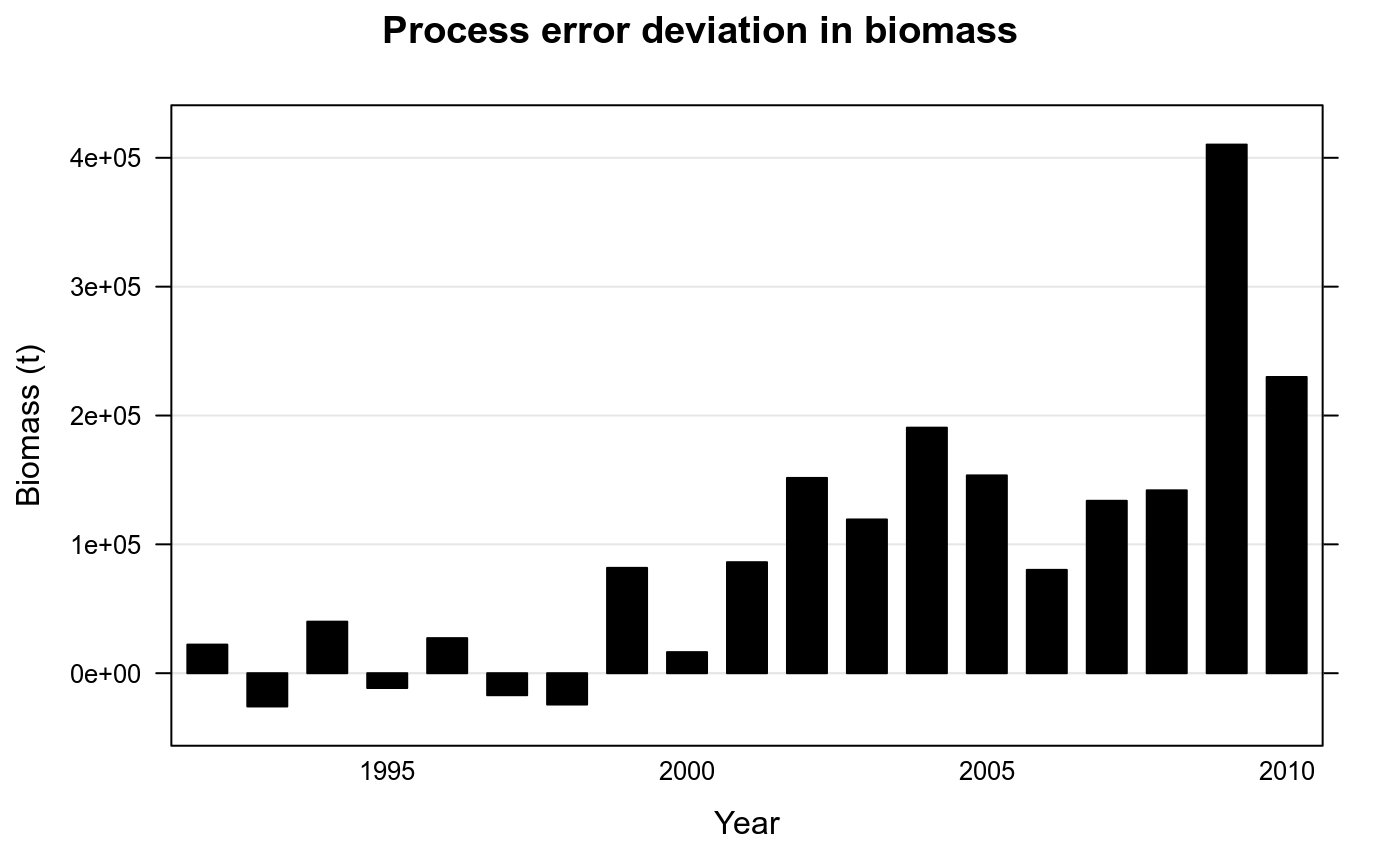 Process error deviation in biomass
4e+05
3e+05
2e+05
1e+05
0e+00
Biomass (t)
1995 2000 2005 2010
Year